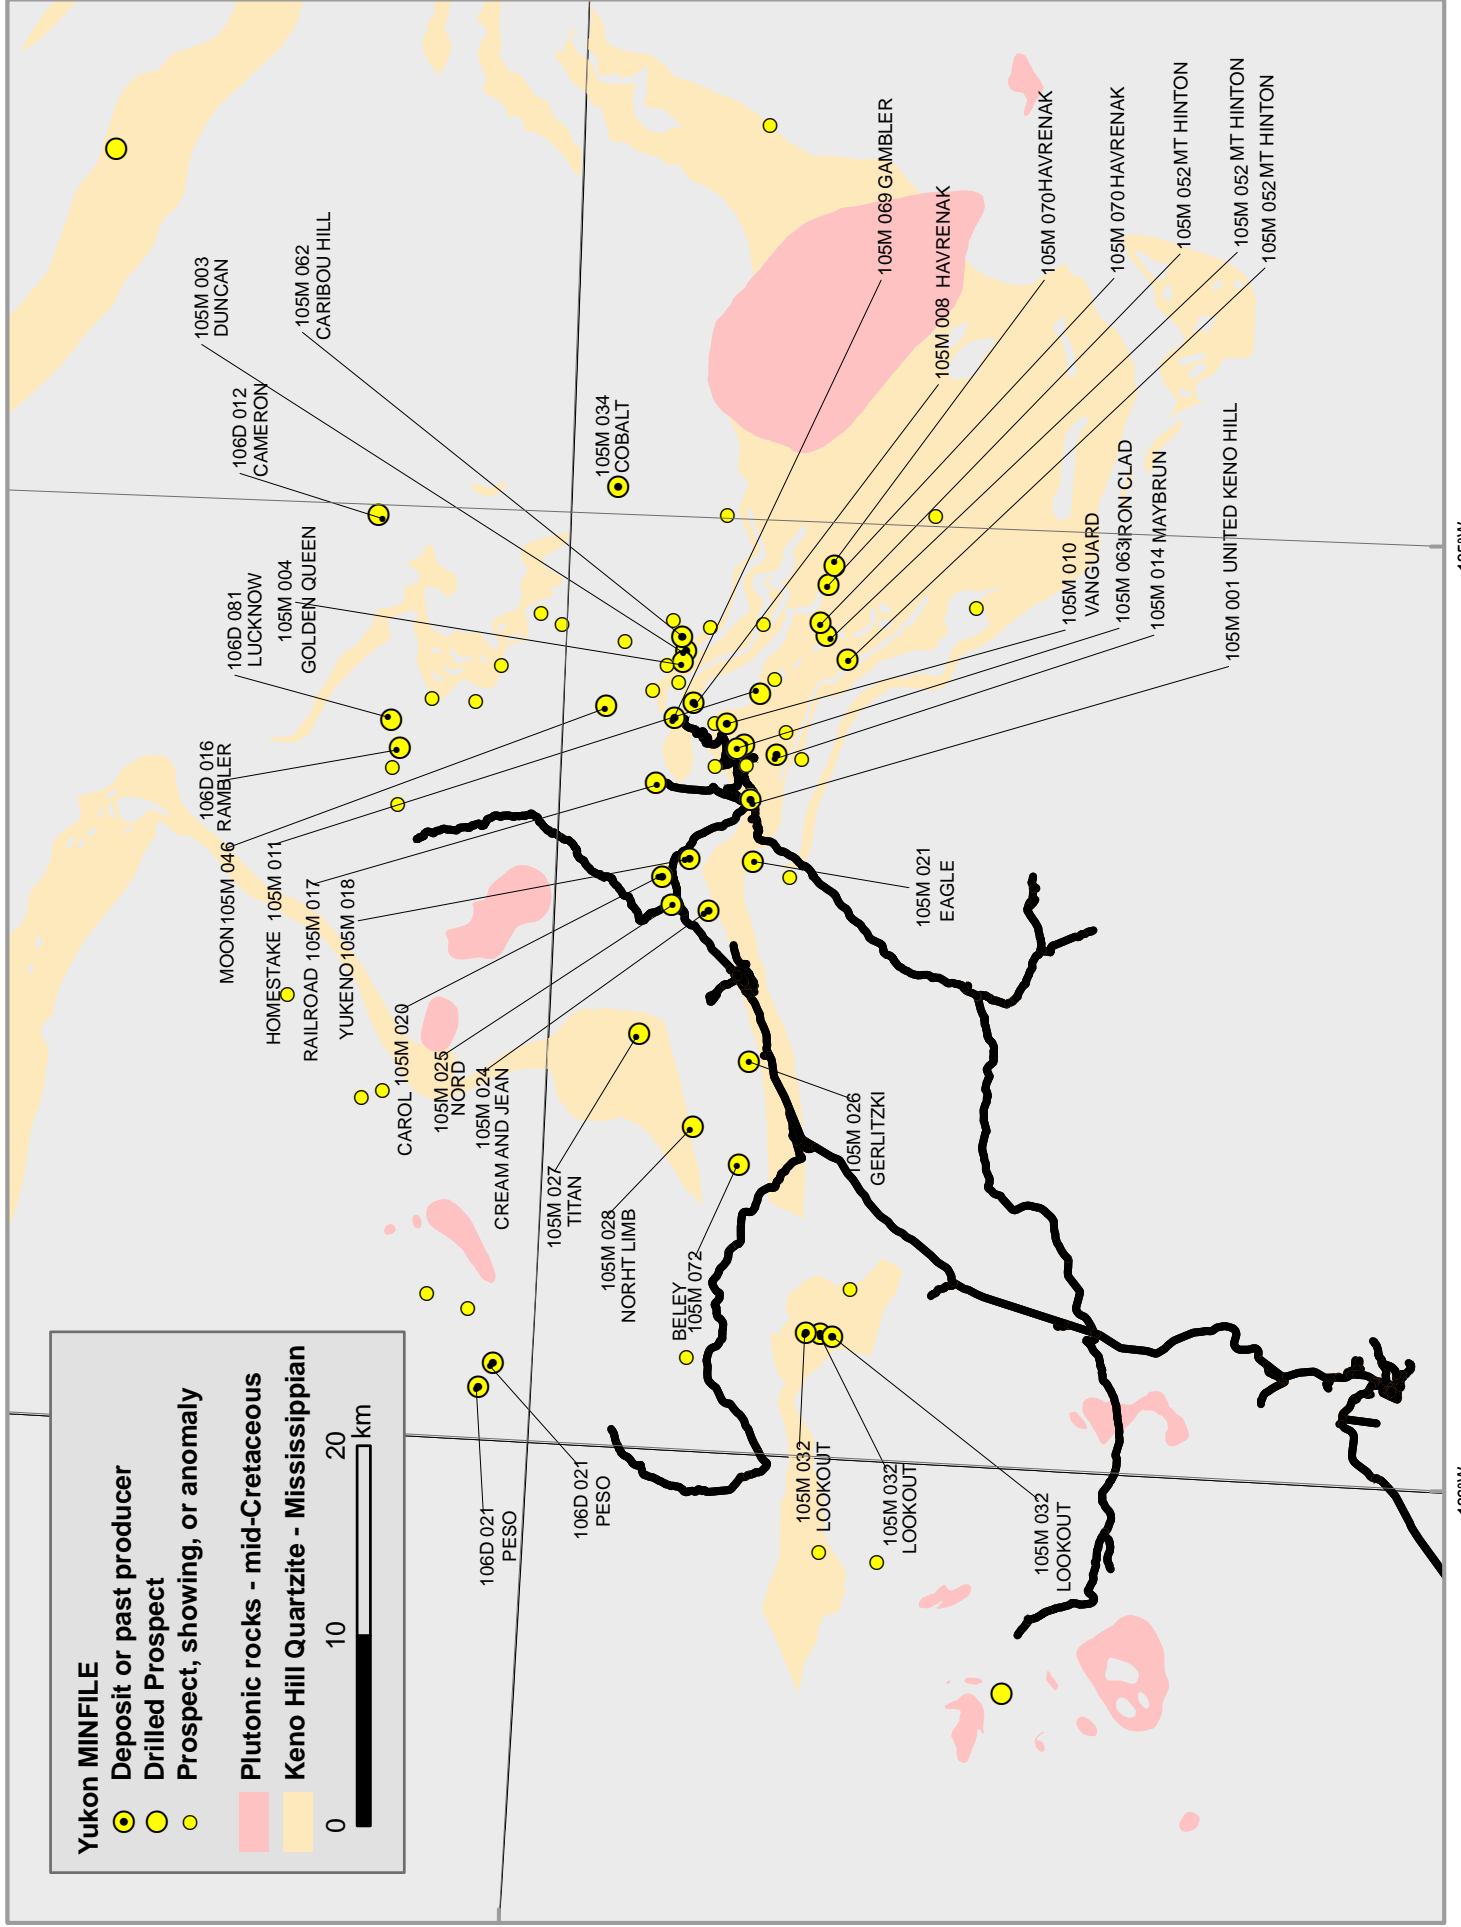 Yukon MINFILE
Deposit or past producer
Drilled Prospect
Prospect, showing, or anomaly
Plutonic rocks - mid-Cretaceous
Keno Hill Quartzite - Mississippian
0 10 20
km
106D 021
PESO
106D 021
PESO
105M 032
LOOKOUT
105M 032
LOOKOUT
105M 032
LOOKOUT
BELEY
105M 072
105M 028
NORHT LIMB
105M 027
TITAN
105M 026
GERLITZKI
105M 024
CREAM AND JEAN
105M 025
NORD
CAROL 105M 020
YUKENO 105M 018
RAILROAD 105M 017
HOMESTAKE 105M 011
MOON 105M 046
106D 016
RAMBLER
106D 081
LUCKNOW
105M 004
GOLDEN QUEEN
106D 012
CAMERON
105M 003
DUNCAN
105M 062
CARIBOU HILL
105M 034
COBALT
105M 021
EAGLE
105M 069 GAMBLER
105M 008 HAVRENAK
105M 070 HAVRENAK
105M 070 HAVRENAK
105M 052 MT HINTON
105M 052 MT HINTON
105M 052 MT HINTON
105M 010
VANGUARD
105M 063 IRON CLAD
105M 014 MAYBRUN
105M 001 UNITED KENO HILL